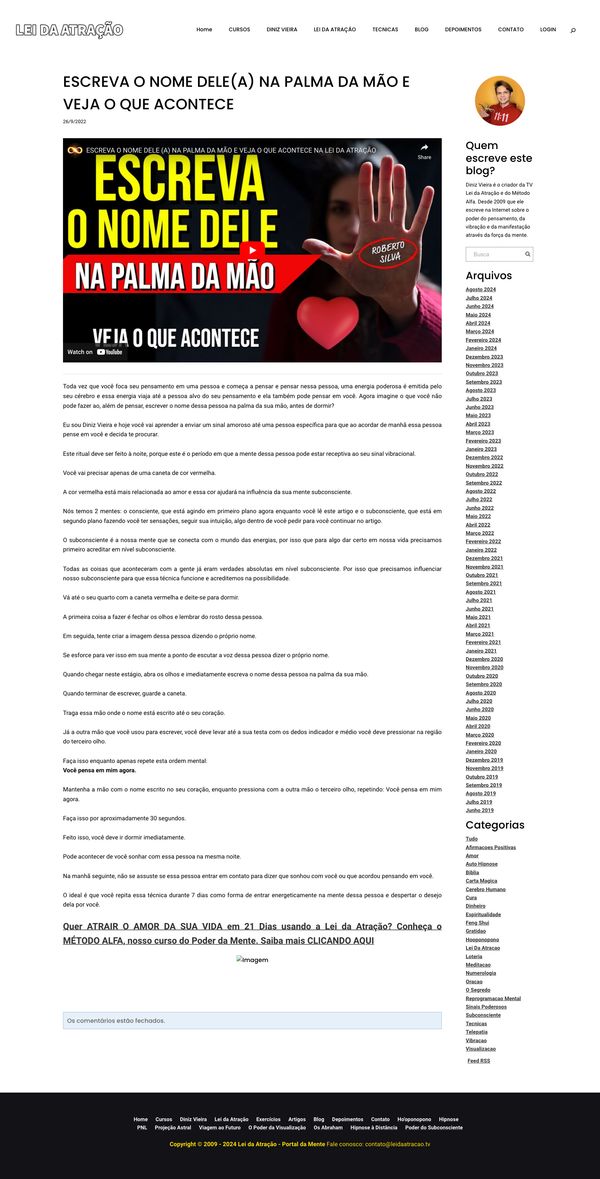 LEI DA ATRAÇÃO
Home CURSOS DINIZ VIEIRA LEI DA ATRAÇÃO TECNICAS BLOG DEPOIMENTOS CONTATO LOGIN
ESCREVA O NOME DELE(A) NA PALMA DA MÃO E
VEJA O QUE ACONTECE
26/9/2022
ESCREVA O NOME DELE (A) NA PALMA DA MÃO E VEJA O QUE ACONTECE NA LEI DA ATRAÇÃO
Share
ESCREVA
O NOME DELE
NA PALMA DA MÃO
ROBERTO
SILVA
VEJA O QUE ACONTECE
Watch on YouTube
Toda vez que você foca seu pensamento em uma pessoa e começa a pensar e pensar nessa pessoa, uma energia poderosa é emitida pelo
seu cérebro e essa energia viaja até a pessoa alvo do seu pensamento e ela também pode pensar em você. Agora imagine o que você não
pode fazer ao, além de pensar, escrever o nome dessa pessoa na palma da sua mão, antes de dormir?
Eu sou Diniz Vieira e hoje você vai aprender a enviar um sinal amoroso até uma pessoa específica para que ao acordar de manhã essa pessoa
pense em você e decida te procurar.
Este ritual deve ser feito à noite, porque este é o período em que a mente dessa pessoa pode estar receptiva ao seu sinal vibracional.
Você vai precisar apenas de uma caneta de cor vermelha.
A cor vermelha está mais relacionada ao amor e essa cor ajudará na influência da sua mente subconsciente.
Nós temos 2 mentes: o consciente, que está agindo em primeiro plano agora enquanto você lê este artigo e o subconsciente, que está em
segundo plano fazendo você ter sensações, seguir sua intuição, algo dentro de você pedir para você continuar no artigo.
O subconsciente é a nossa mente que se conecta com o mundo das energias, por isso que para algo dar certo em nossa vida precisamos
primeiro acreditar em nível subconsciente.
Todas as coisas que aconteceram com a gente já eram verdades absolutas em nível subconsciente. Por isso que precisamos influenciar
nosso subconsciente para que essa técnica funcione e acreditemos na possibilidade.
Vá até o seu quarto com a caneta vermelha e deite-se para dormir.
A primeira coisa a fazer é fechar os olhos e lembrar do rosto dessa pessoa.
Em seguida, tente criar a imagem dessa pessoa dizendo o próprio nome.
Se esforce para ver isso em sua mente a ponto de escutar a voz dessa pessoa dizer o próprio nome.
Quando chegar neste estágio, abra os olhos e imediatamente escreva o nome dessa pessoa na palma da sua mão.
Quando terminar de escrever, guarde a caneta.
Traga essa mão onde o nome está escrito até o seu coração.
Já a outra mão que você usou para escrever, você deve levar até a sua testa com os dedos indicador e médio você deve pressionar na região
do terceiro olho.
Faça isso enquanto apenas repete esta ordem mental:
Você pensa em mim agora.
Mantenha a mão com o nome escrito no seu coração, enquanto pressiona com a outra mão o terceiro olho, repetindo: Você pensa em mim
agora.
Faça isso por aproximadamente 30 segundos.
Feito isso, você deve ir dormir imediatamente.
Pode acontecer de você sonhar com essa pessoa na mesma noite.
Na manhã seguinte, não se assuste se essa pessoa entrar em contato para dizer que sonhou com você ou que acordou pensando em você.
O ideal é que você repita essa técnica durante 7 dias como forma de entrar energeticamente na mente dessa pessoa e despertar o desejo
dela por você.
Quer ATRAIR O AMOR DA SUA VIDA em 21 Dias usando a Lei da Atração? Conheça o
MÉTODO ALFA, nosso curso do Poder da Mente. Saiba mais CLICANDO AQUI
Imagem
Os comentários estão fechados.
11:11
Quem
escreve este
blog?
Diniz Vieira é o criador da TV
Lei da Atração e do Método
Alfa. Desde 2009 que ele
escreve na Internet sobre o
poder do pensamento, da
vibração e da manifestação
através da força da mente.
Busca
Arquivos
Agosto 2024
Julho 2024
Junho 2024
Maio 2024
Abril 2024
Março 2024
Fevereiro 2024
Janeiro 2024
Dezembro 2023
Novembro 2023
Outubro 2023
Setembro 2023
Agosto 2023
Julho 2023
Junho 2023
Maio 2023
Abril 2023
Março 2023
Fevereiro 2023
Janeiro 2023
Dezembro 2022
Novembro 2022
Outubro 2022
Setembro 2022
Agosto 2022
Julho 2022
Junho 2022
Maio 2022
Abril 2022
Março 2022
Fevereiro 2022
Janeiro 2022
Dezembro 2021
Novembro 2021
Outubro 2021
Setembro 2021
Agosto 2021
Julho 2021
Junho 2021
Maio 2021
Abril 2021
Março 2021
Fevereiro 2021
Janeiro 2021
Dezembro 2020
Novembro 2020
Outubro 2020
Setembro 2020
Agosto 2020
Julho 2020
Junho 2020
Maio 2020
Abril 2020
Março 2020
Fevereiro 2020
Janeiro 2020
Dezembro 2019
Novembro 2019
Outubro 2019
Setembro 2019
Agosto 2019
Julho 2019
Junho 2019
Categorias
Tudo
Afirmacoes Positivas
Amor
Auto Hipnose
Bíblia
Carta Magica
Cerebro Humano
Cura
Dinheiro
Espiritualidade
Feng Shui
Gratidao
Hooponopono
Lei Da Atracao
Loteria
Meditacao
Numerologia
Oracao
O Segredo
Reprogramacao Mental
Sinais Poderosos
Subconsciente
Tecnicas
Telepatia
Vibracao
Visualizacao
Feed RSS
Home Cursos Diniz Vieira Lei da Atração Exercícios Artigos Blog Depoimentos Contato Ho'oponopono Hipnose
PNL Projeção Astral Viagem ao Futuro O Poder da Visualização Os Abraham Hipnose à Distância Poder do Subconsciente
Copyright © 2009 - 2024 Lei da Atração - Portal da Mente Fale conosco: contato@leidaatracao.tv